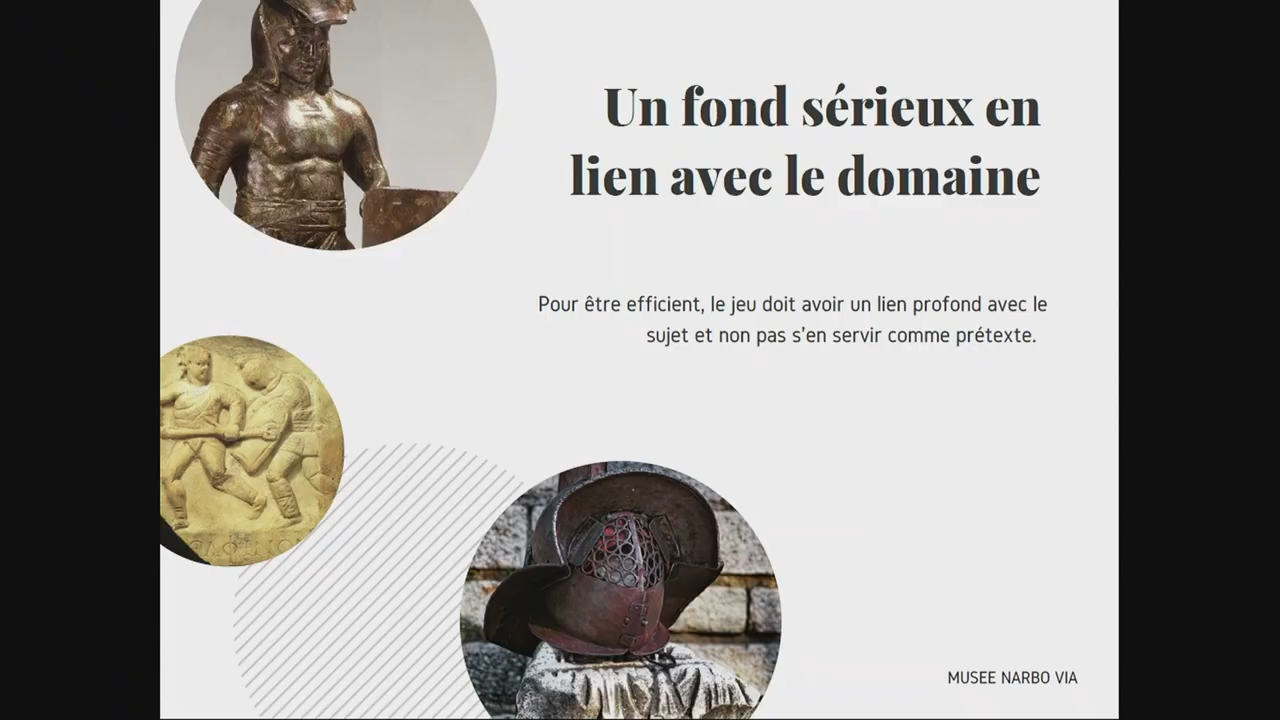 Un fond sérieux en
lien avec le domaine
Pour être efficient, le jeu doit avoir un lien profond avec le
sujet et non pas s'en servir comme prétexte.
MUSEE NARBO VIA